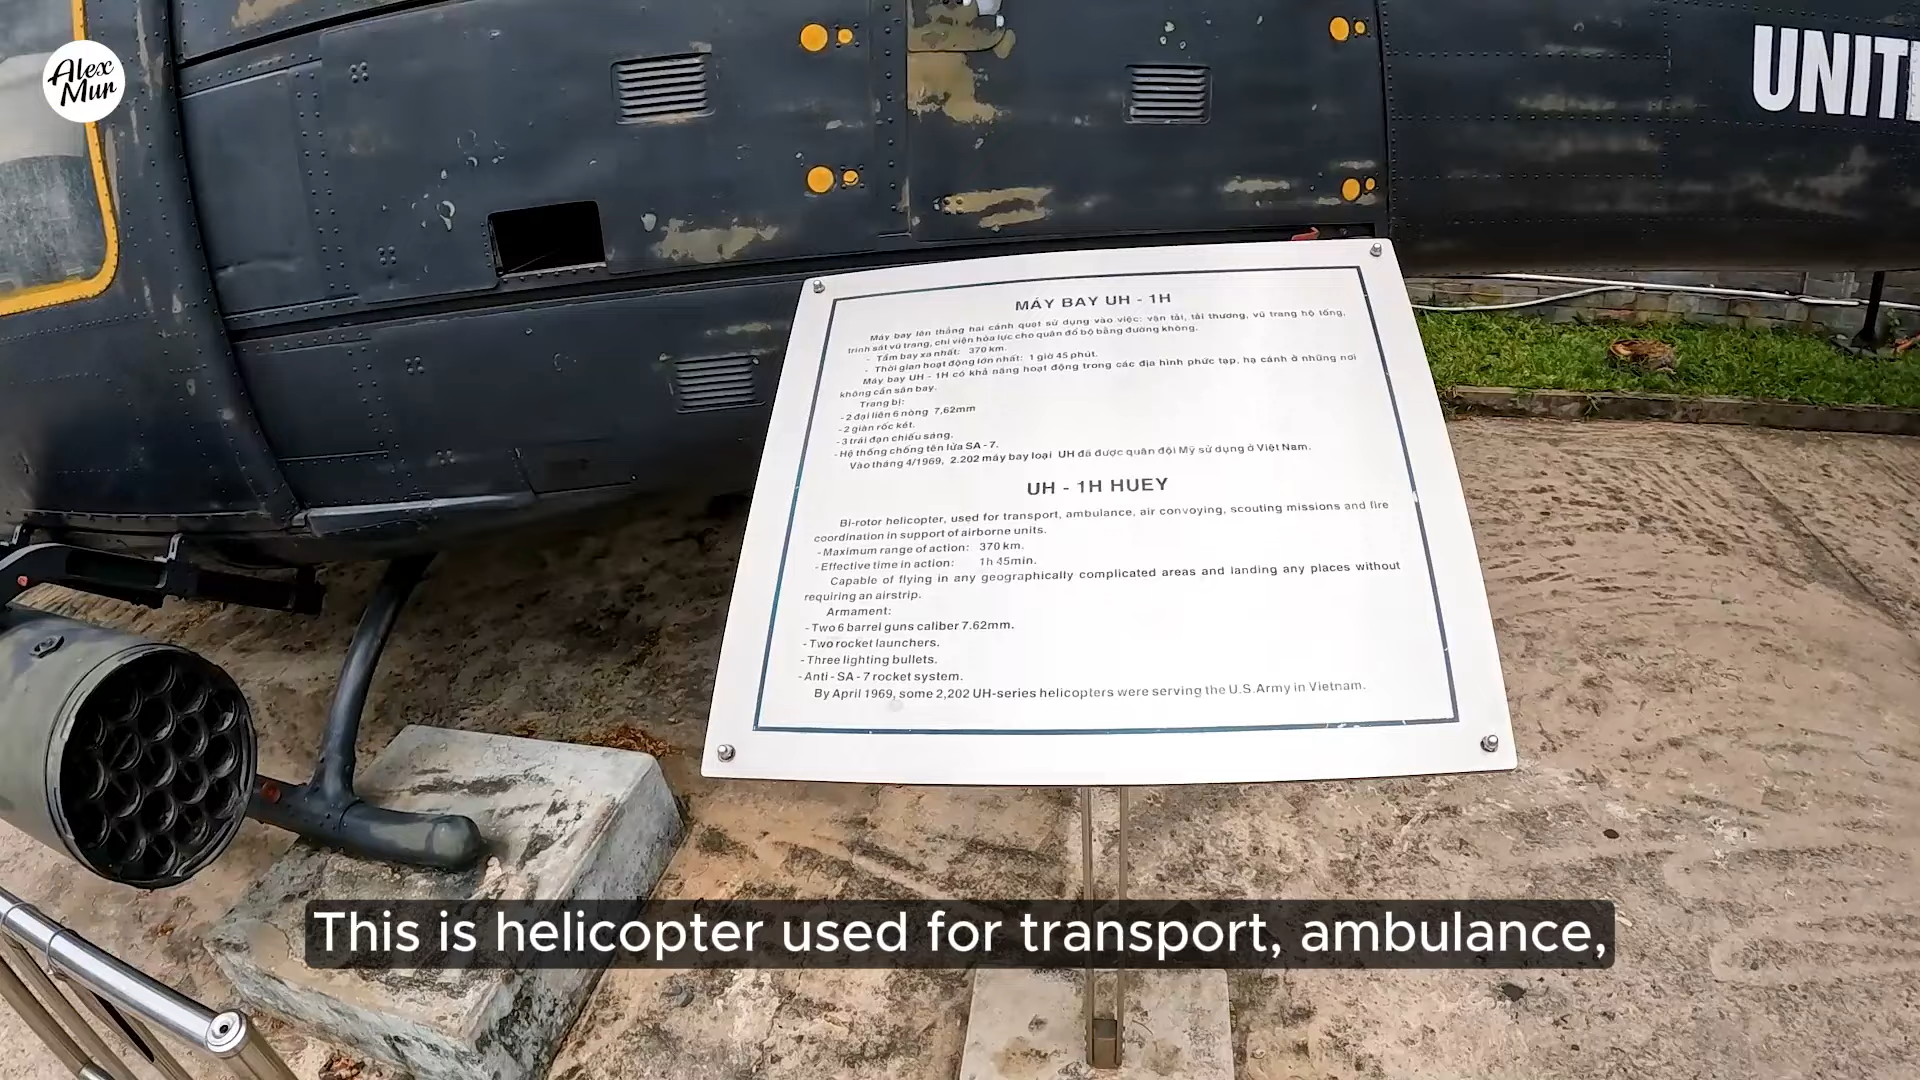 Alex
Mur
UNIT
MÁY BAY UH - 1H
Máy bay lên thẳng hai cánh quạt sử dụng vào việc: vận tải, tải thương, vũ trang hộ tống,
trinh sát vũ trang, chi viện hỏa lực cho quân đổ bộ bằng đường không.
- Tầm bay xa nhất: 370 km.
- Thời gian hoạt động lớn nhất: 1 giờ 45 phút.
Máy bay UH - 1H có khả năng hoạt động trong các địa hình phức tạp, hạ cánh ở những nơi
không cần sân bay.
Trang bị:
- 2 đại liên 6 nòng 7,62mm
- 2 giàn rốc két.
- 3 trái đạn chiếu sáng.
- Hệ thống chống tên lửa SA - 7.
Vào tháng 4/1969, 2.202 máy bay loại UH đã được quân đội Mỹ sử dụng ở Việt Nam.
UH - 1H HUEY
Bi-rotor helicopter, used for transport, ambulance, air convoying, scouting missions and fire
coordination in support of airborne units.
- Maximum range of action: 370 km.
- Effective time in action: 1h 45min.
Capable of flying in any geographically complicated areas and landing any places without
requiring an airstrip.
Armament:
- Two 6 barrel guns caliber 7.62mm.
- Two rocket launchers.
- Three lighting bullets.
- Anti - SA - 7 rocket system.
By April 1969, some 2,202 UH-series helicopters were serving the U.S. Army in Vietnam.
This is helicopter used for transport, ambulance,